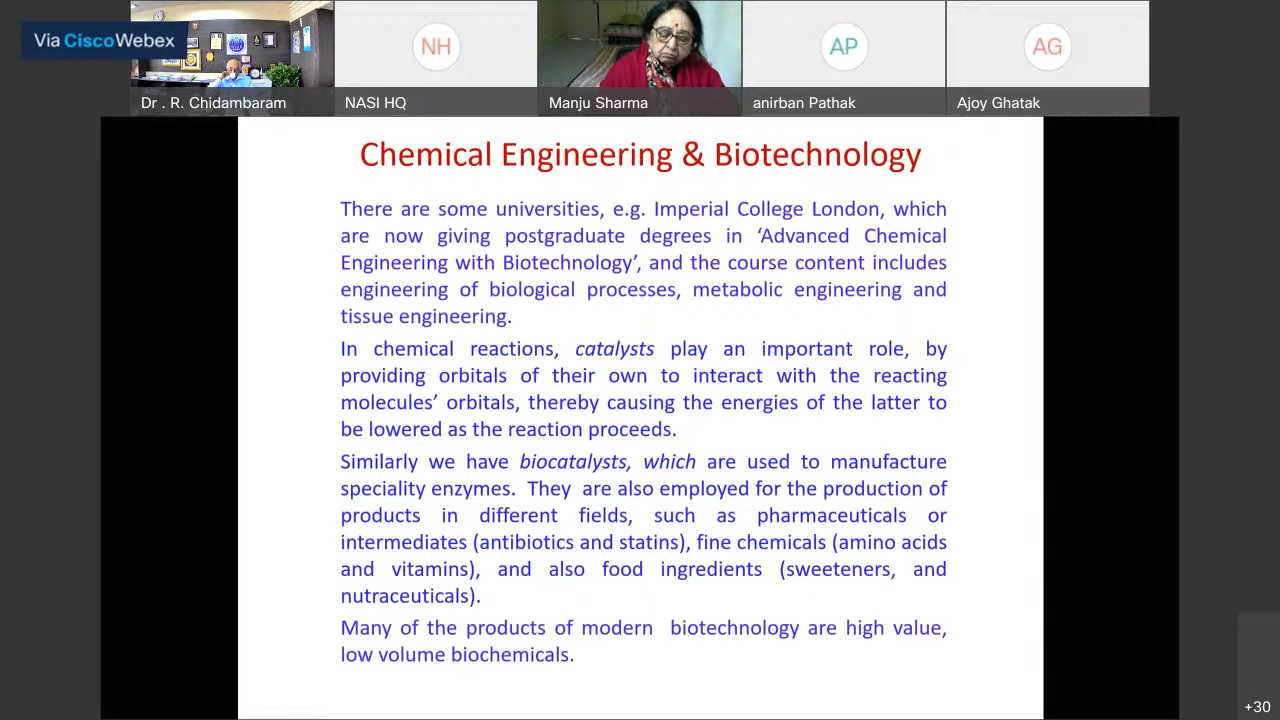 Via Cisco Webex
NH
AP
AG
Dr . R. Chidambaram
NASI HQ
Manju Sharma
anirban Pathak
Ajoy Ghatak
Chemical Engineering & Biotechnology
There are some universities, e.g. Imperial College London, which
are now giving postgraduate degrees in ‘Advanced Chemical
Engineering with Biotechnology’, and the course content includes
engineering of biological processes, metabolic engineering and
tissue engineering.
In chemical reactions, catalysts play an important role, by
providing orbitals of their own to interact with the reacting
molecules’ orbitals, thereby causing the energies of the latter to
be lowered as the reaction proceeds.
Similarly we have biocatalysts, which are used to manufacture
speciality enzymes. They are also employed for the production of
products in different fields, such as pharmaceuticals or
intermediates (antibiotics and statins), fine chemicals (amino acids
and vitamins), and also food ingredients (sweeteners, and
nutraceuticals).
Many of the products of modern biotechnology are high value,
low volume biochemicals.
+30